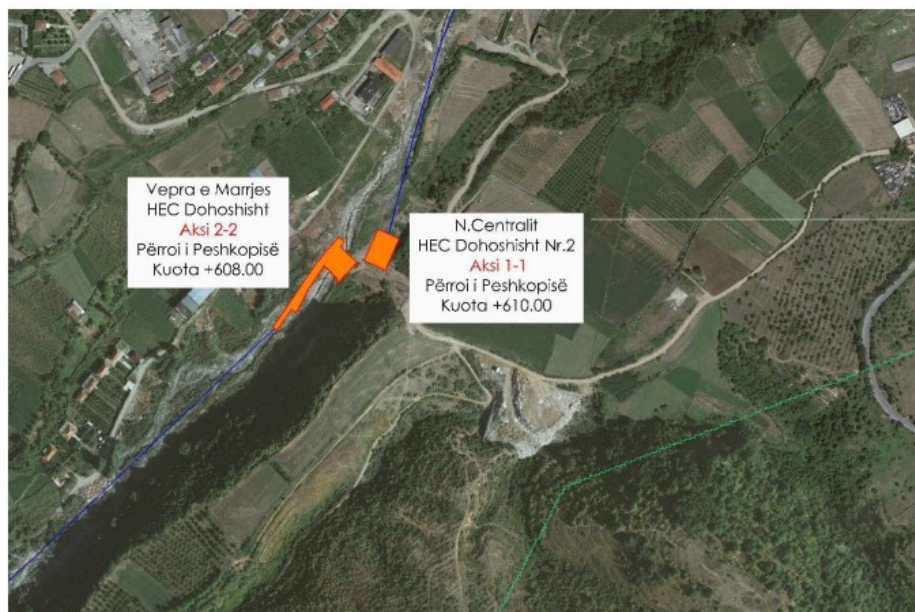 Vepra e Marrjes
HEC Dohoshisht
Aksi 2-2
Përroi i Peshkopisë
Kuota +608.00
N.Centralit
HEC Dohoshisht Nr.2
Aksi 1-1
Përroi i Peshkopisë
Kuota +610.00